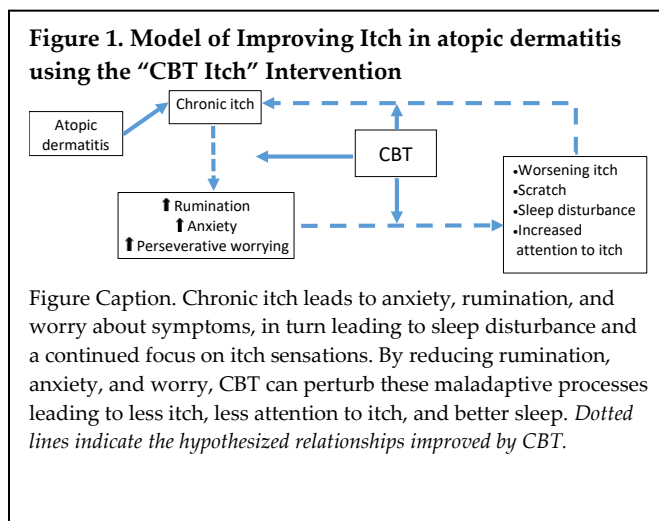 Figure 1. Model of Improving Itch in atopic dermatitis
using the “CBT Itch” Intervention
Chronic itch
Atopic
dermatitis
CBT
•Worsening itch
•Scratch
•Sleep disturbance
•Increased
attention to itch
⬆Rumination
⬆Anxiety
⬆Perseverative worrying
Figure Caption. Chronic itch leads to anxiety, rumination, and
worry about symptoms, in turn leading to sleep disturbance and
a continued focus on itch sensations. By reducing rumination,
anxiety, and worry, CBT can perturb these maladaptive processes
leading to less itch, less attention to itch, and better sleep. Dotted
lines indicate the hypothesized relationships improved by CBT.